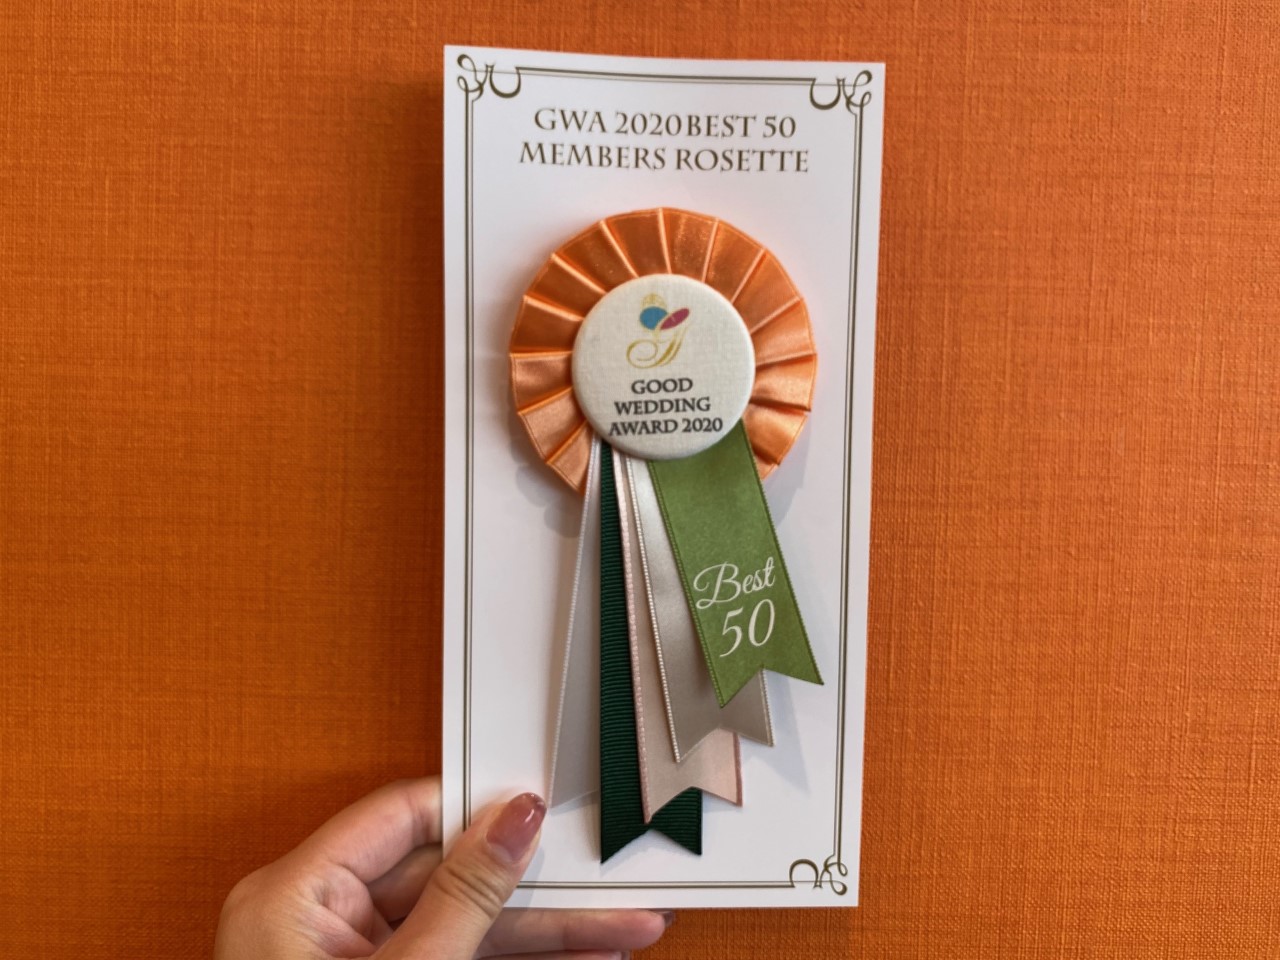 GWA 2020 BEST 50
MEMBERS ROSETTE
GOOD
WEDDING
AWARD 2020
Best
50